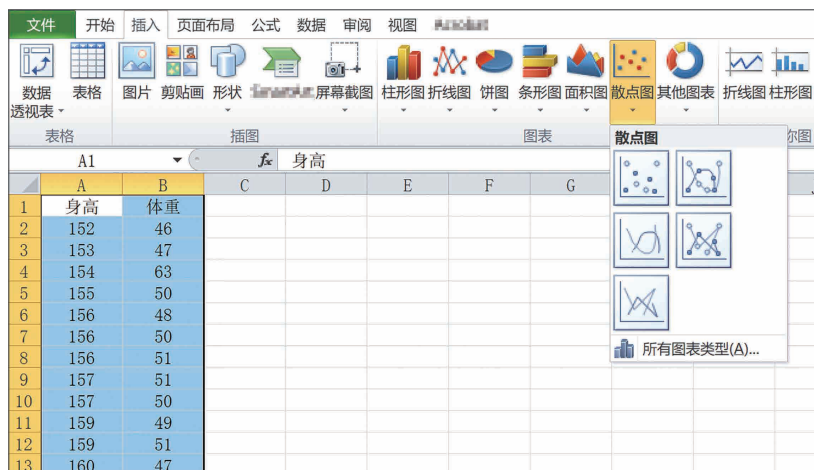 文件 开始 插入 页面布局 公式 数据 审阅 视图
数据透视表 表格 图片 剪贴画 形状 屏幕截图 柱形图 折线图 饼图 条形图 面积图 散点图 其他图表 折线图 柱形图
表格 插图 图表 图
散点图
A1 fx 身高
A B C D E F G
1 身高 体重
2 152 46
3 153 47
4 154 63
5 155 50
6 156 48
7 156 50
8 156 51
9 157 51
10 157 50
11 159 49
12 159 51
13 160 47
所有图表类型(A)...